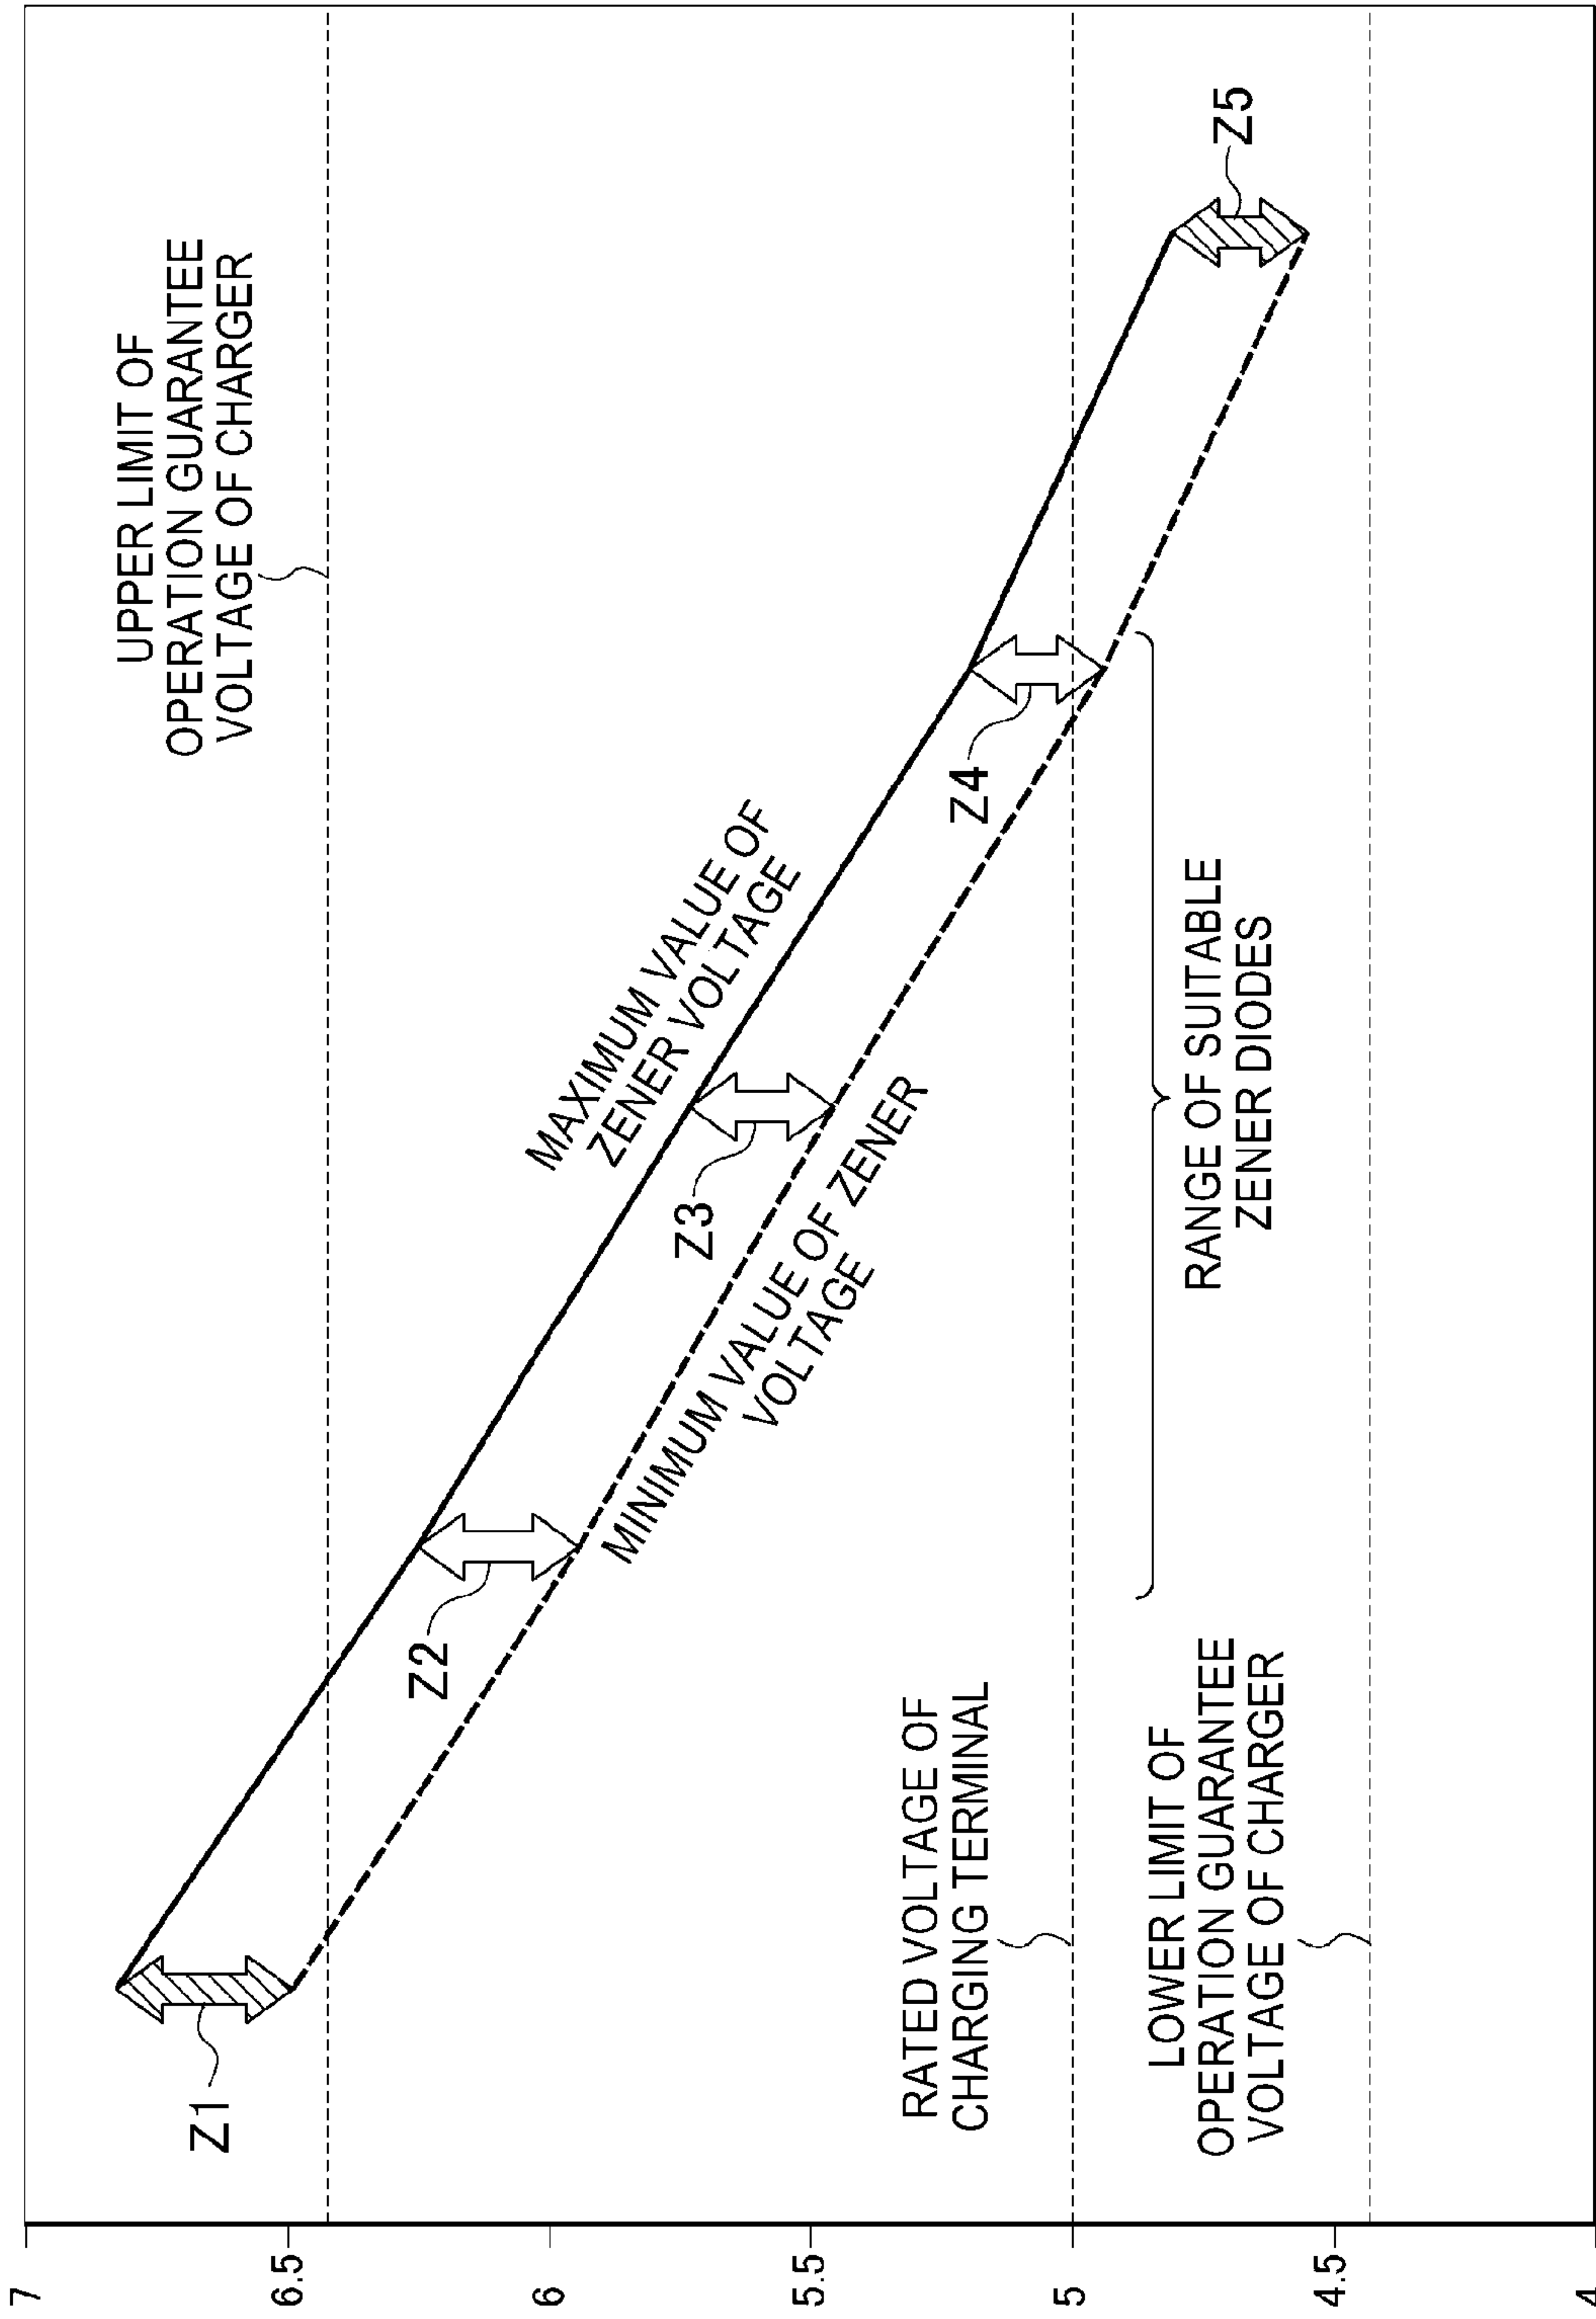 7
6.5
6
5.5
5
4.5
4
UPPER LIMIT OF
OPERATION GUARANTEE
VOLTAGE OF CHARGER
MAXIMUM VALUE OF
ZENER VOLTAGE
MINIMUM VALUE OF ZENER
VOLTAGE
Z1
Z2
Z3
Z4
Z5
RATED VOLTAGE OF
CHARGING TERMINAL
LOWER LIMIT OF
OPERATION GUARANTEE
VOLTAGE OF CHARGER
RANGE OF SUITABLE
ZENER DIODES